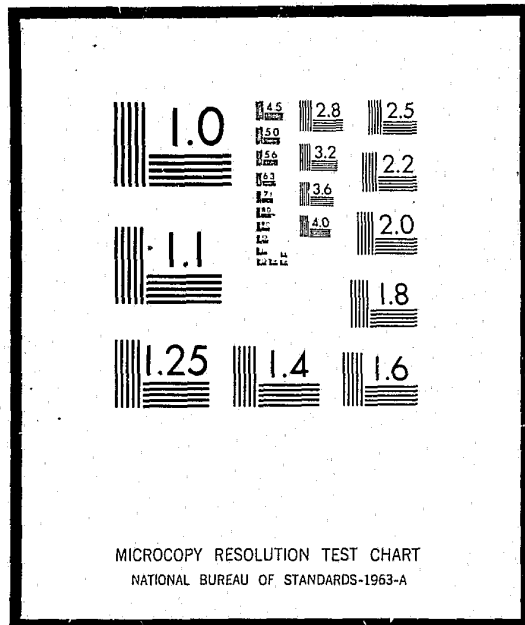 1.0 4.5 2.8 2.5
5.0
5.6 3.2 2.2
6.3
7.1 3.6
4.0 2.0
1.1
1.8
1.25 1.4 1.6
MICROCOPY RESOLUTION TEST CHART
NATIONAL BUREAU OF STANDARDS-1963-A